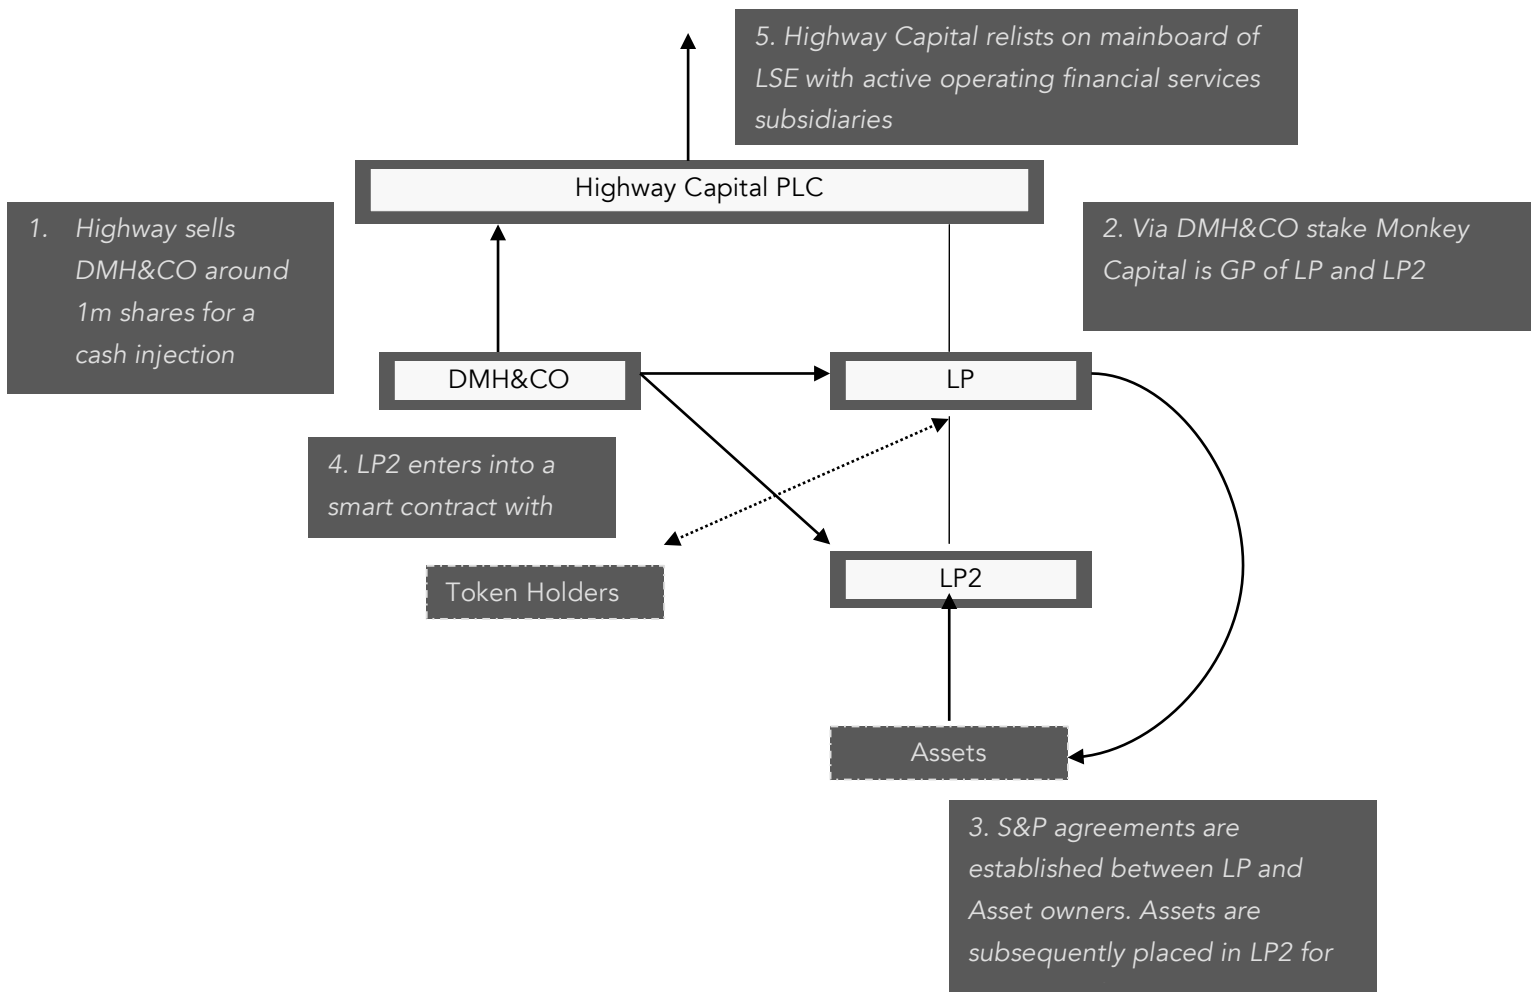 5. Highway Capital relists on mainboard of
LSE with active operating financial services
subsidiaries
Highway Capital PLC
1. Highway sells
DMH&CO around
1m shares for a
cash injection
2. Via DMH&CO stake Monkey
Capital is GP of LP and LP2
DMH&CO
LP
4. LP2 enters into a
smart contract with
Token Holders
LP2
Assets
3. S&P agreements are
established between LP and
Asset owners. Assets are
subsequently placed in LP2 for